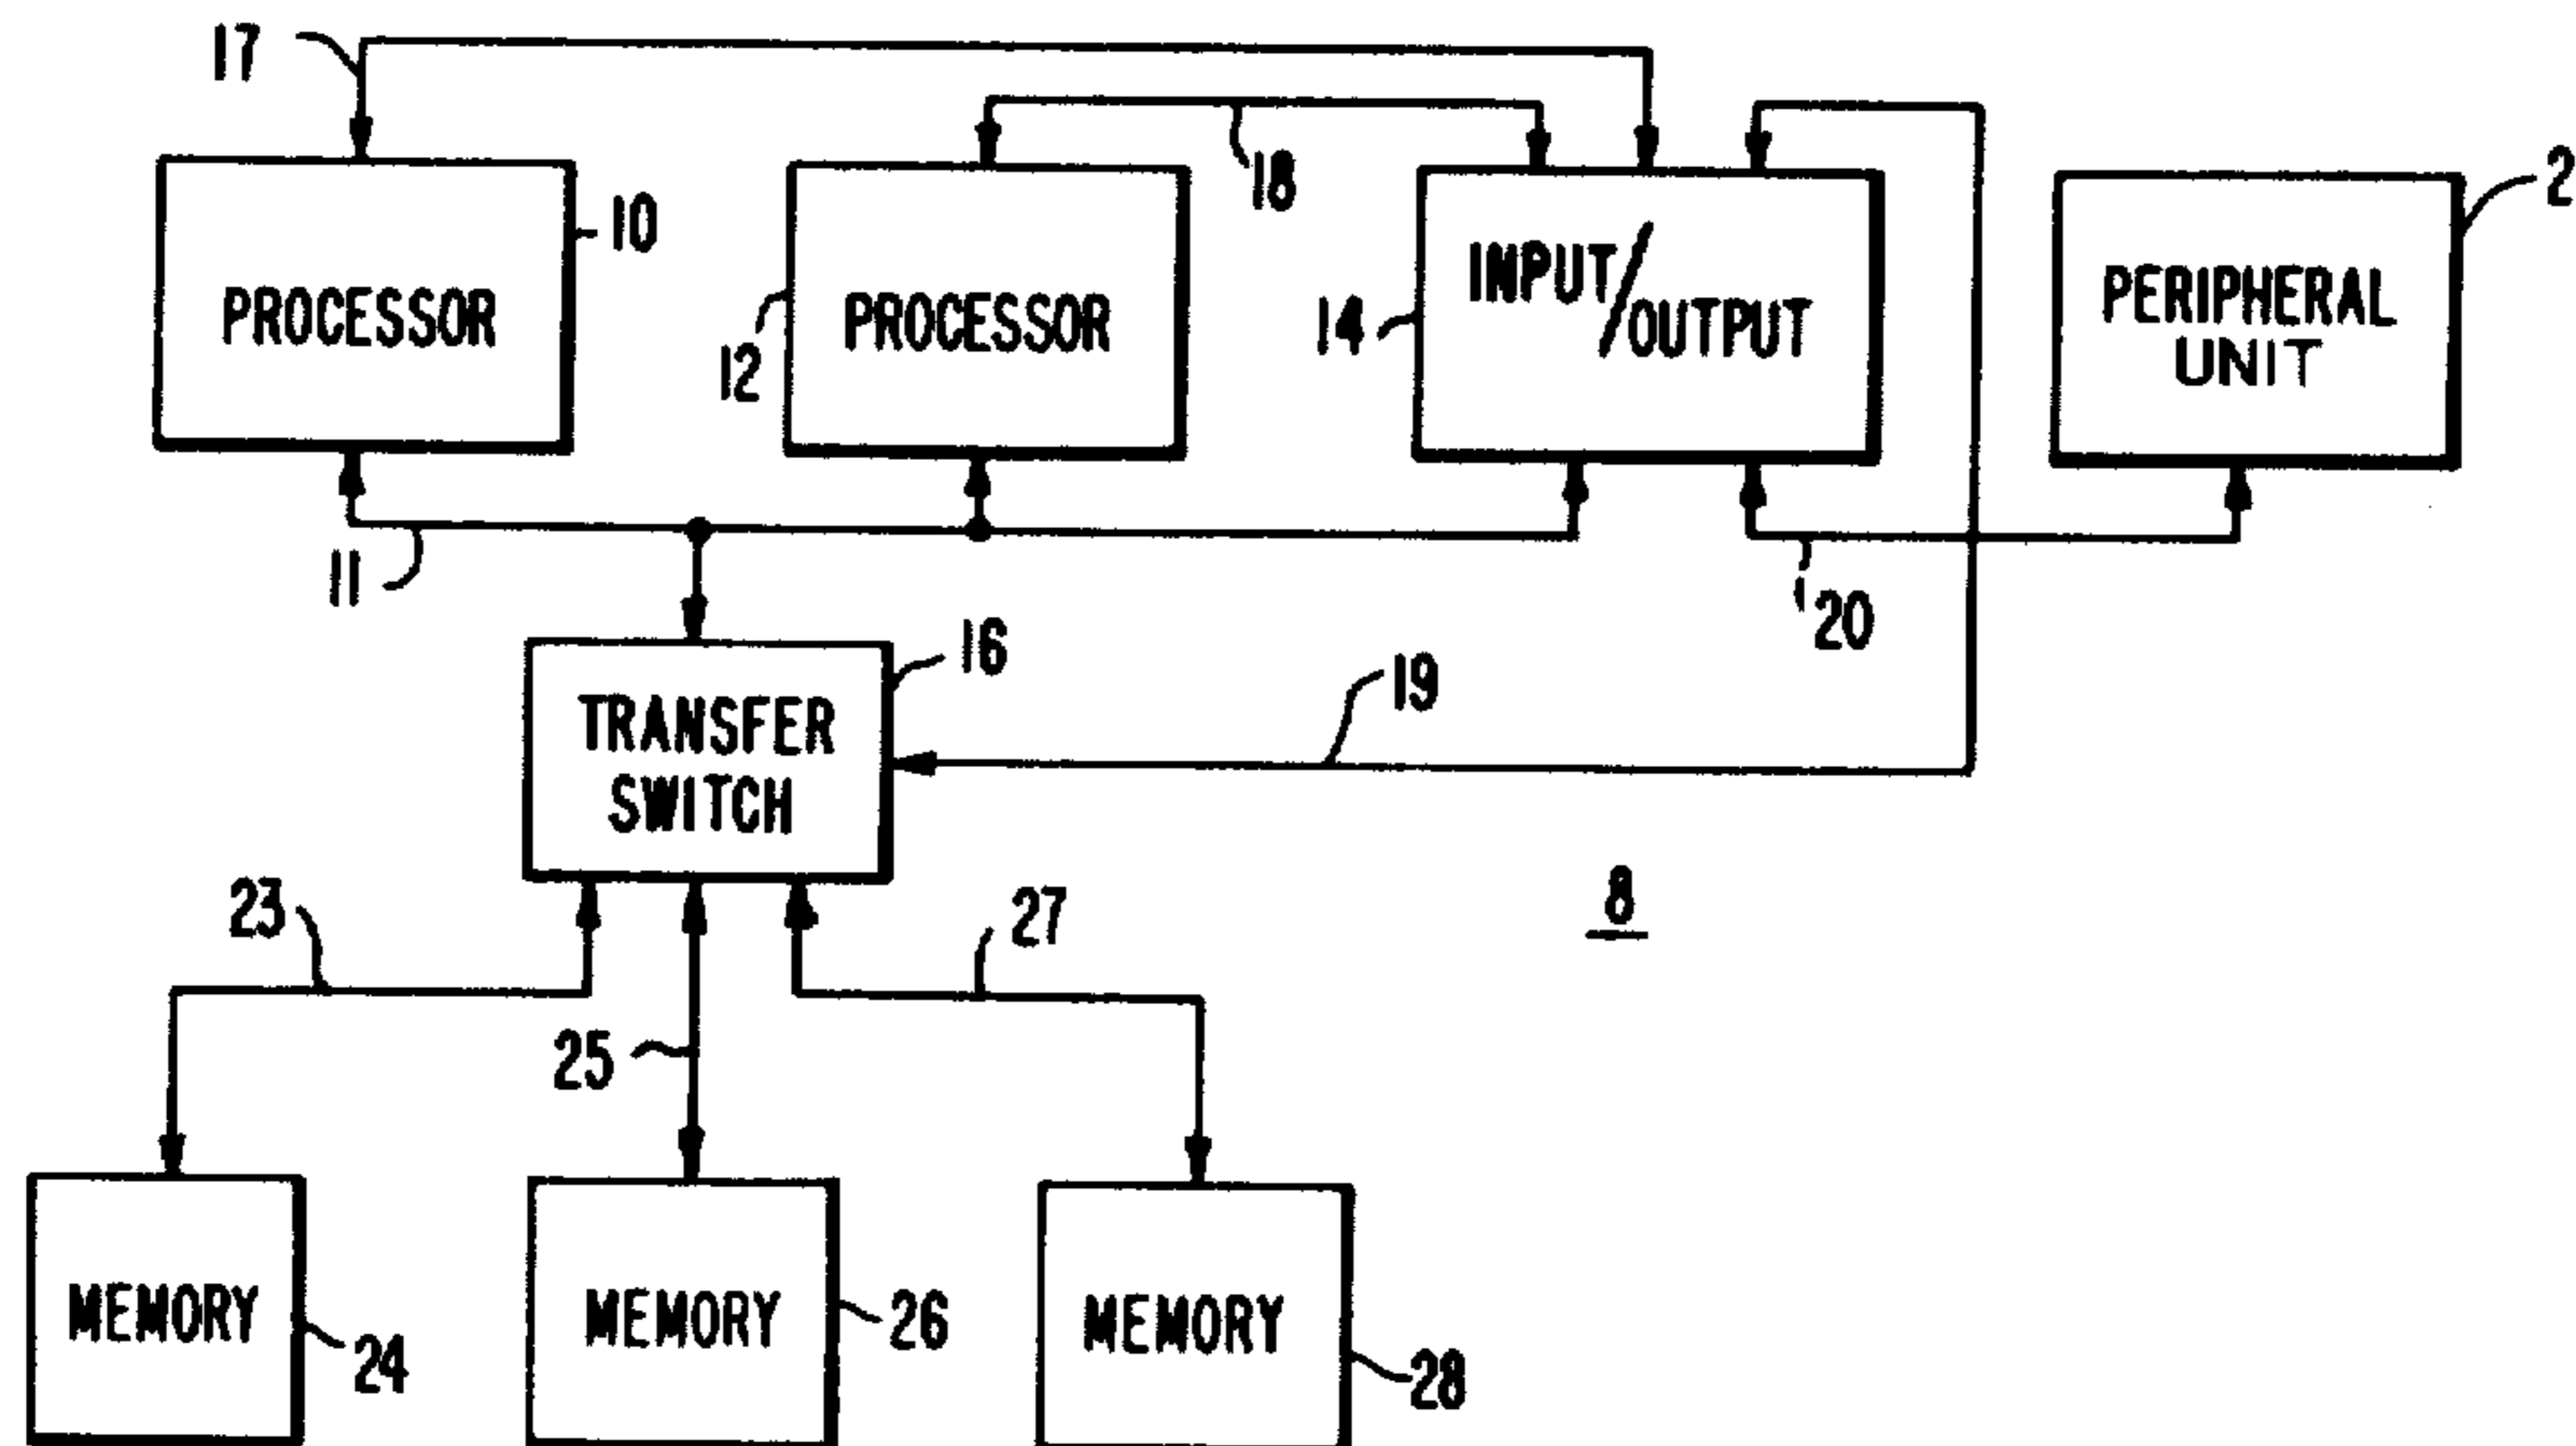 17
18
2
10
PROCESSOR
12
PROCESSOR
14
INPUT/OUTPUT
PERIPHERAL
UNIT
11
20
16
TRANSFER
SWITCH
19
8
23
27
25
MEMORY
24
MEMORY
26
MEMORY
28